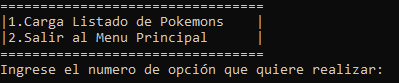 =================================
|1.Carga Listado de Pokemons    |
|2.Salir al Menu Principal      |
=================================
Ingrese el numero de opción que quiere realizar: